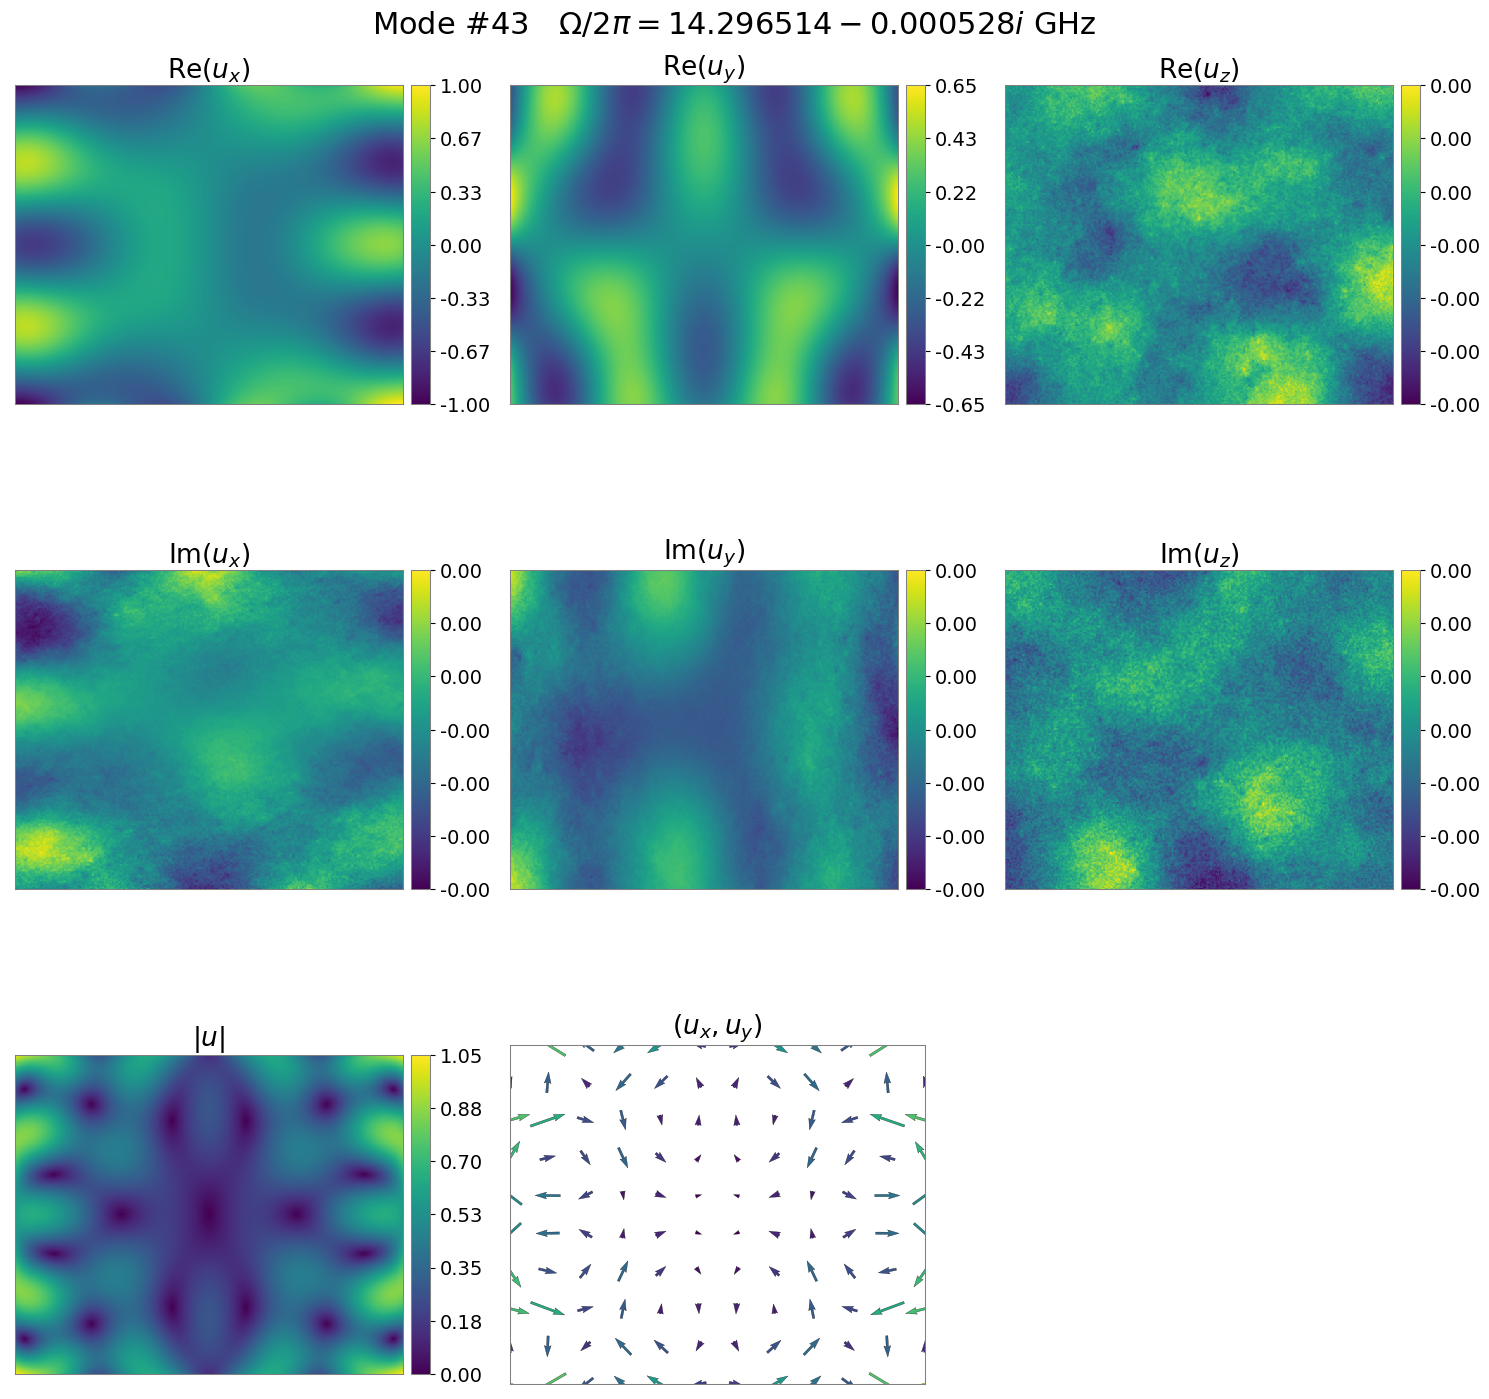 Mode #43 Ω/2π = 14.296514 − 0.000528i GHz
Re(u_x) Re(u_y) Re(u_z)
1.00 0.65 0.00
0.67 0.43 0.00
0.33 0.22 0.00
0.00 -0.00 -0.00
-0.33 -0.22 -0.00
-0.67 -0.43 -0.00
-1.00 -0.65 -0.00
Im(u_x) Im(u_y) Im(u_z)
0.00 0.00 0.00
0.00 0.00 0.00
0.00 0.00 0.00
-0.00 0.00 0.00
-0.00 -0.00 -0.00
-0.00 -0.00 -0.00
-0.00 -0.00 -0.00
|u| (u_x, u_y)
1.05
0.88
0.70
0.53
0.35
0.18
0.00